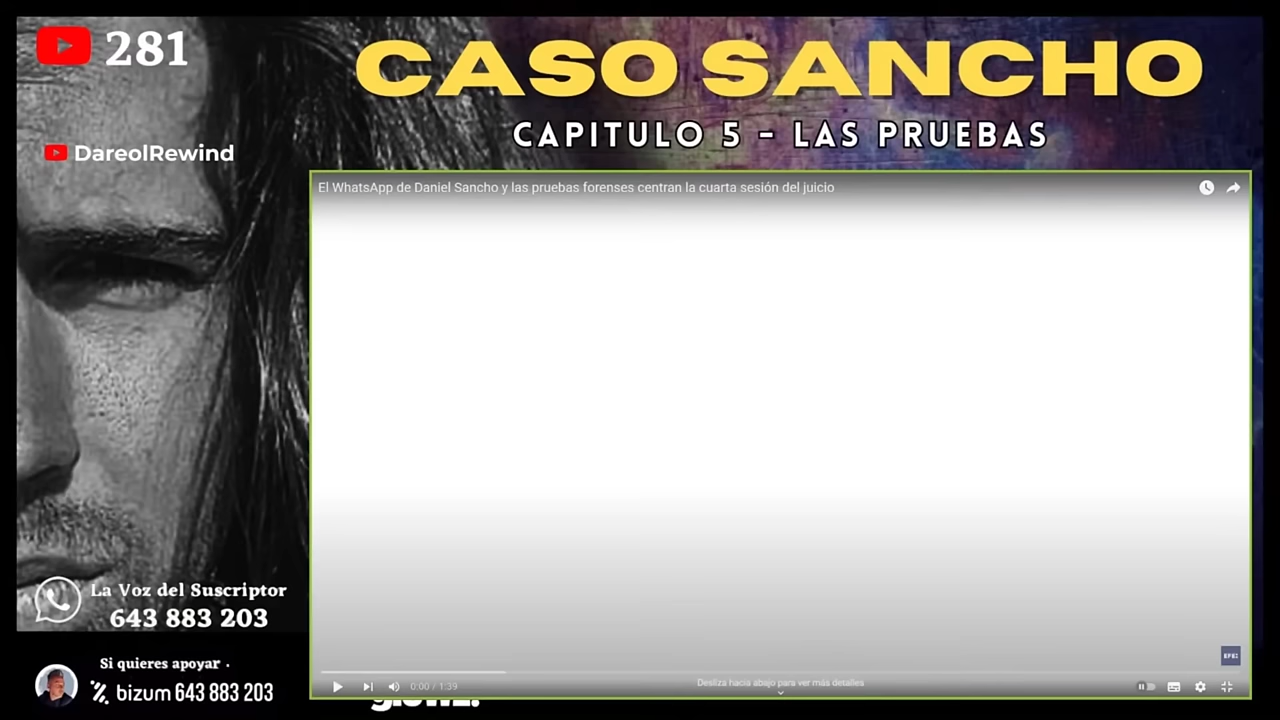 281
CASO SANCHO
CAPITULO 5 - LAS PRUEBAS
DareolRewind
El WhatsApp de Daniel Sancho y las pruebas forenses centran la cuarta sesión del juicio
La Voz del Suscriptor
643 883 203
Si quieres apoyar .
bizum 643 883 203
EFE:
0:00 / 1:39
Desliza hacia abajo para ver más detalles